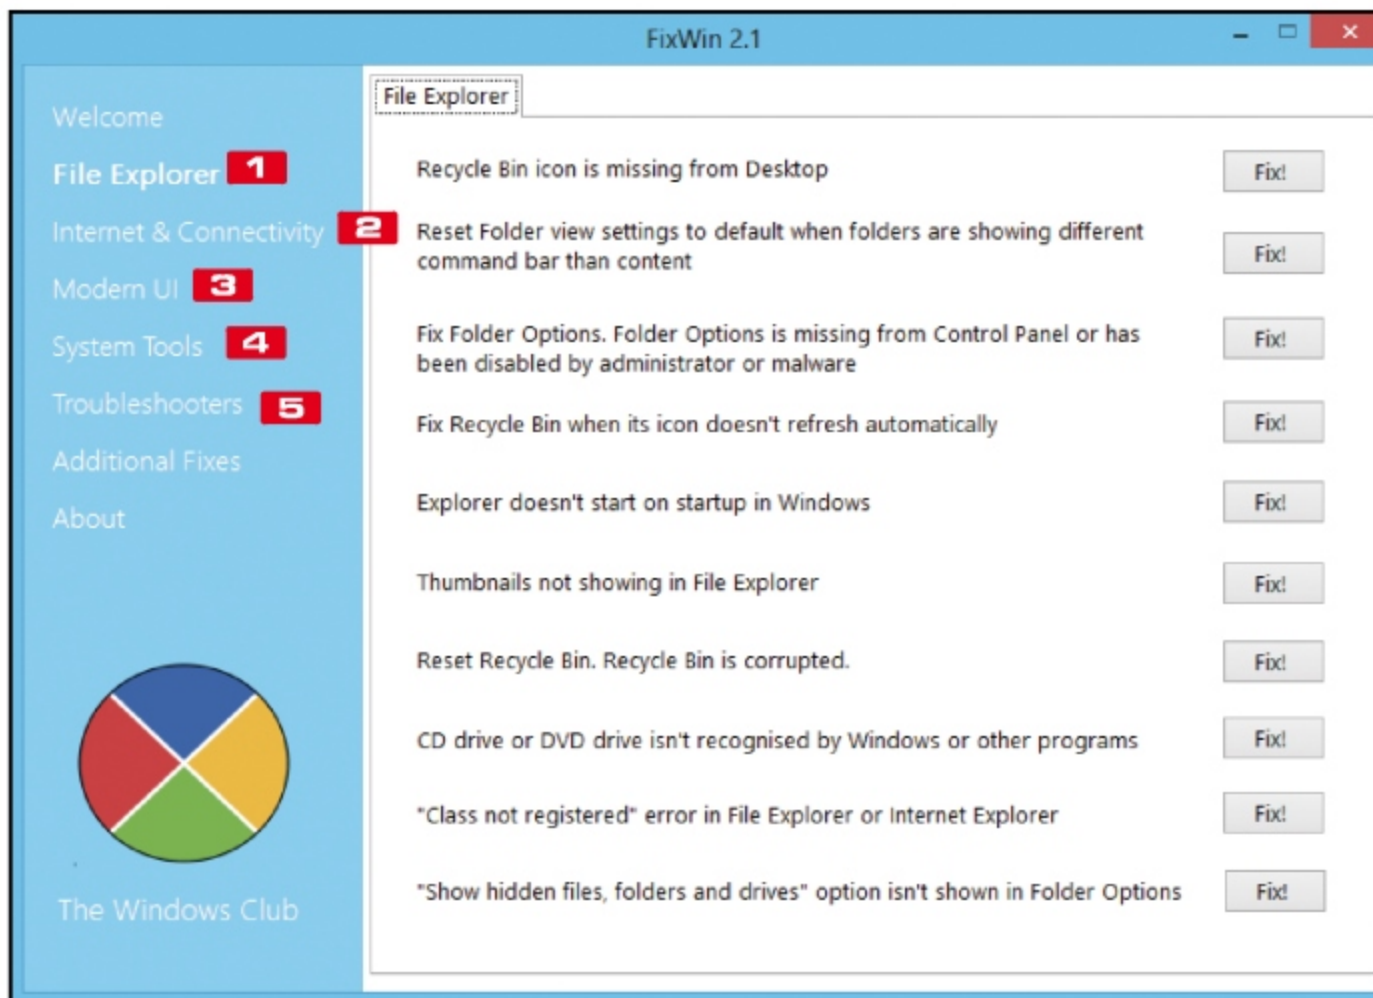 FixWin 2.1
Welcome
File Explorer 1
Internet & Connectivity 2
Modern UI 3
System Tools 4
Troubleshooters 5
Additional Fixes
About
The Windows Club
File Explorer
Recycle Bin icon is missing from Desktop Fix!
Reset Folder view settings to default when folders are showing different
command bar than content Fix!
Fix Folder Options. Folder Options is missing from Control Panel or has
been disabled by administrator or malware Fix!
Fix Recycle Bin when its icon doesn't refresh automatically Fix!
Explorer doesn't start on startup in Windows Fix!
Thumbnails not showing in File Explorer Fix!
Reset Recycle Bin. Recycle Bin is corrupted. Fix!
CD drive or DVD drive isn't recognised by Windows or other programs Fix!
"Class not registered" error in File Explorer or Internet Explorer Fix!
"Show hidden files, folders and drives" option isn't shown in Folder Options Fix!